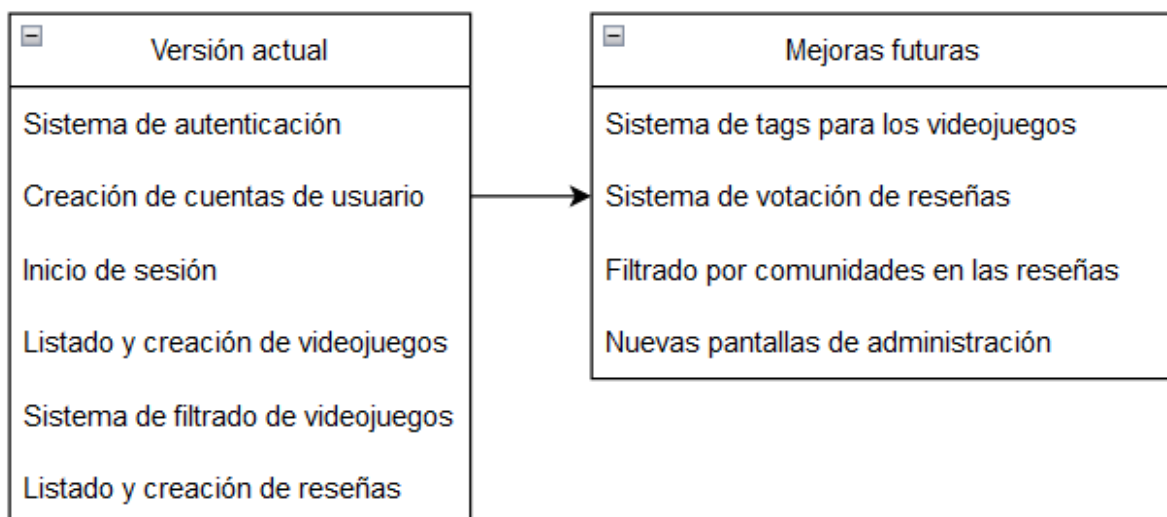 Versión actual
Sistema de autenticación
Creación de cuentas de usuario
Inicio de sesión
Listado y creación de videojuegos
Sistema de filtrado de videojuegos
Listado y creación de reseñas
Mejoras futuras
Sistema de tags para los videojuegos
Sistema de votación de reseñas
Filtrado por comunidades en las reseñas
Nuevas pantallas de administración